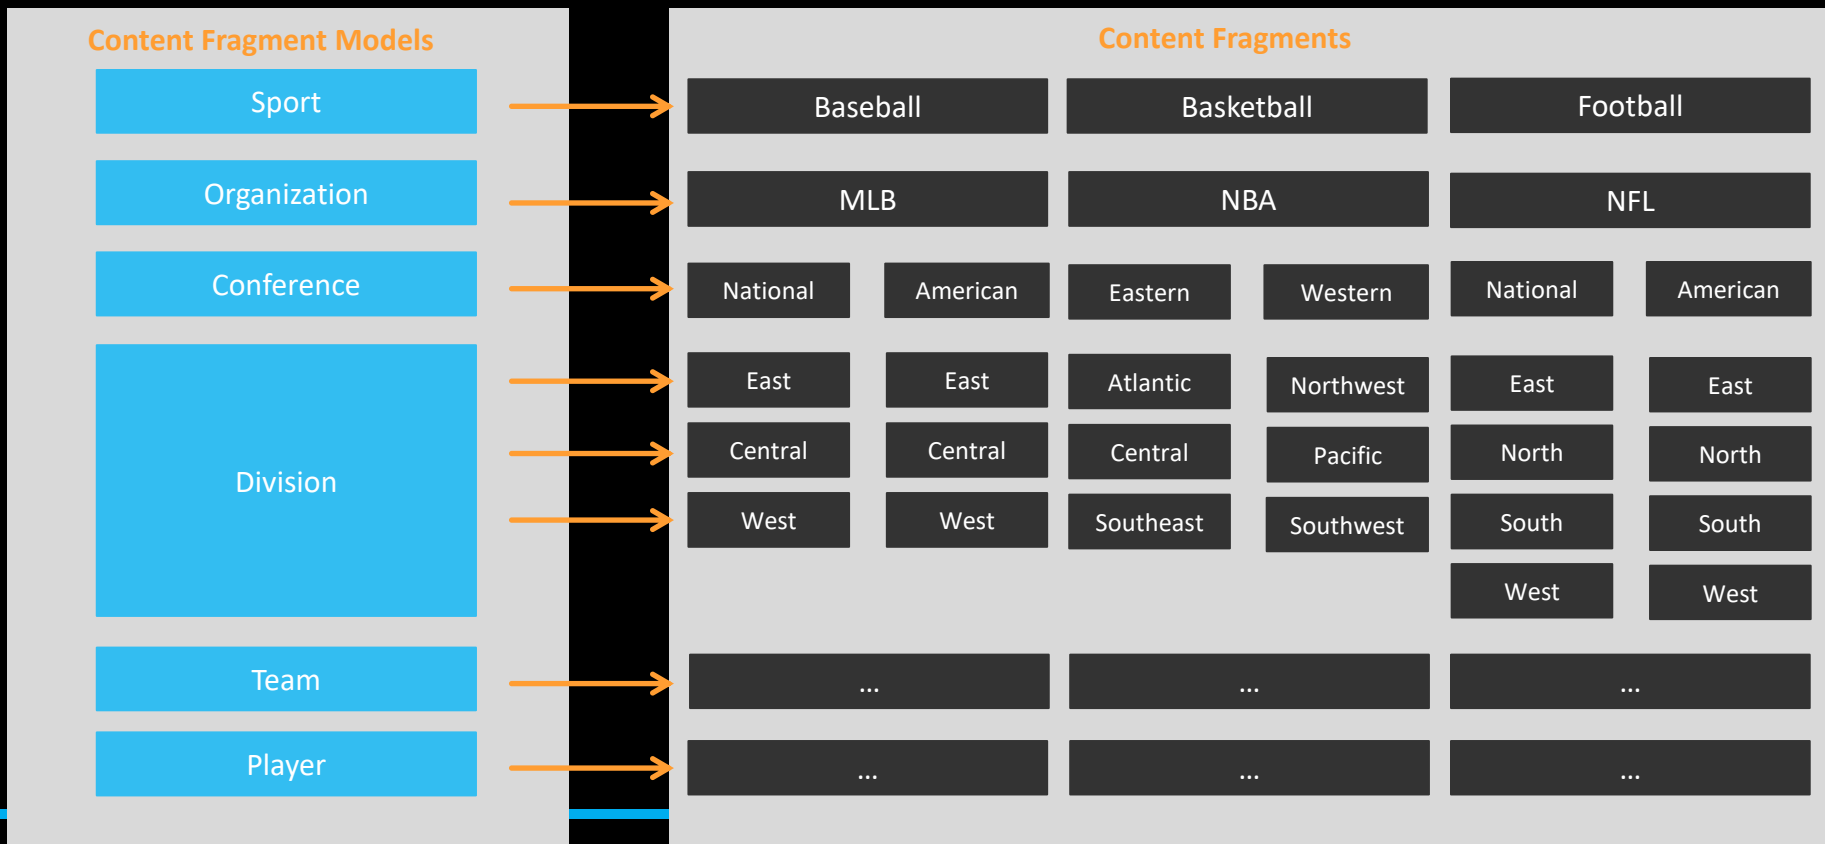 Content Fragment Models
Content Fragments
Sport
Baseball
Basketball
Football
Organization
MLB
NBA
NFL
Conference
National
American
Eastern
Western
National
American
Division
East
East
Atlantic
Northwest
East
East
Central
Central
Central
Pacific
North
North
West
West
Southeast
Southwest
South
South
West
West
Team
...
...
...
Player
...
...
...